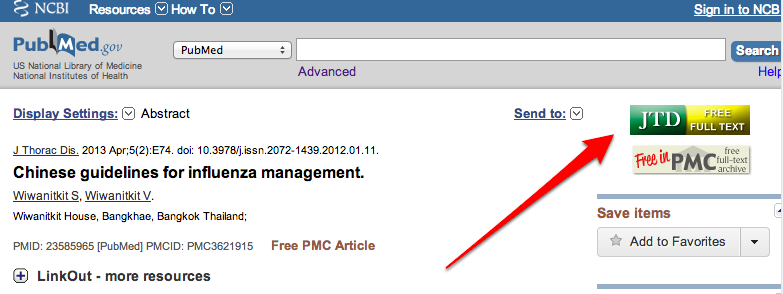 NCBI Resources How To Sign in to NCB
PubMed.gov
US National Library of Medicine
National Institutes of Health
PubMed
Search
Advanced
Help
Display Settings: Abstract Send to:
JTD FREE FULL TEXT
Free in PMC free full-text archive
J Thorac Dis. 2013 Apr;5(2):E74. doi: 10.3978/j.issn.2072-1439.2012.01.11.
Chinese guidelines for influenza management.
Wiwanitkit S, Wiwanitkit V.
Wiwanitkit House, Bangkhae, Bangkok Thailand;
PMID: 23585965 [PubMed] PMCID: PMC3621915 Free PMC Article
LinkOut - more resources
Save items
Add to Favorites